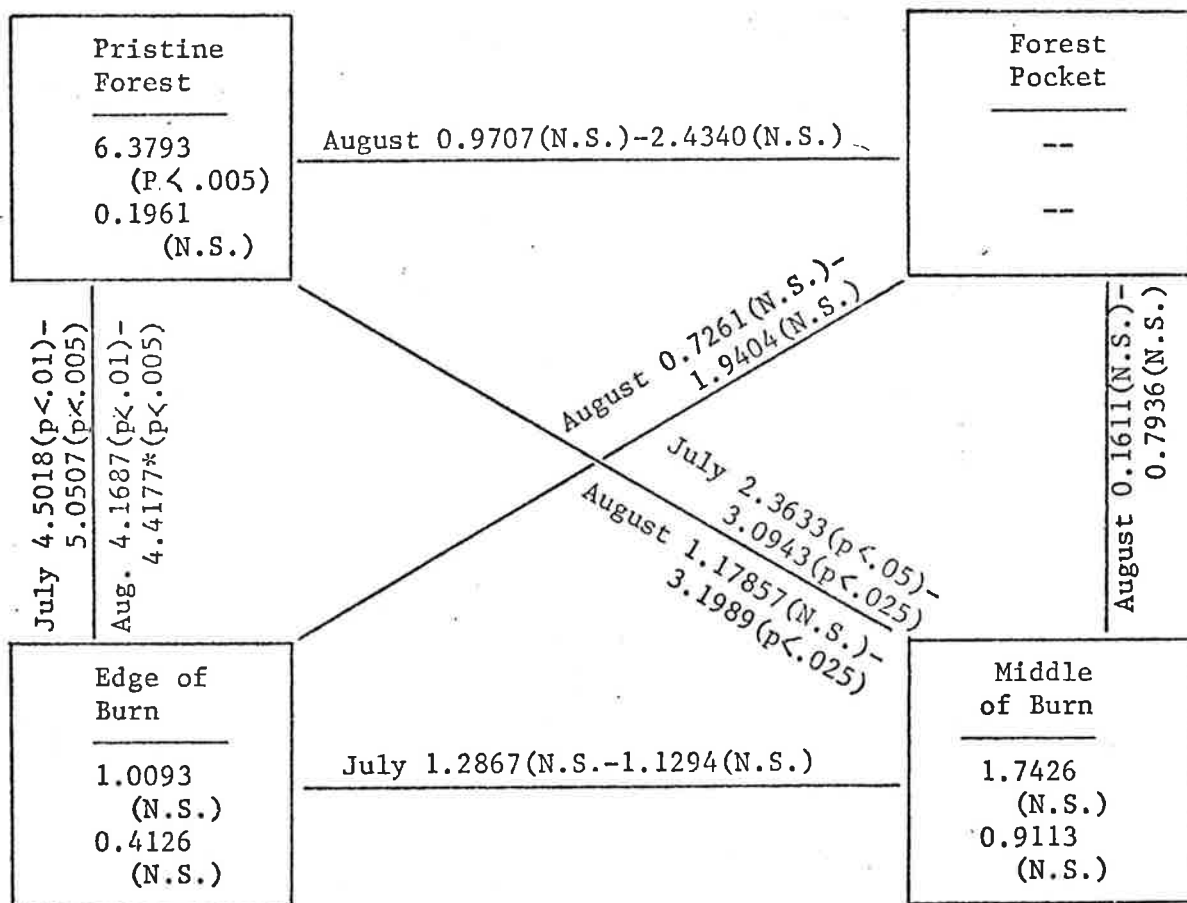 Pristine
Forest
6.3793
(P.< .005)
0.1961
(N.S.)
August 0.9707(N.S.)-2.4340(N.S.)
Forest
Pocket
--
--
July 4.5018(p<.01)-
5.0507(p<.005)
Aug. 4.1687(p<.01)-
4.4177*(p<.005)
August 0.7261(N.S.)-
1.9404(N.S.)
July 2.3633(p<.05)-
3.0943(p<.025)
August 1.17857(N.S.)-
3.1989(p<.025)
August 0.1611(N.S.)-
0.7936(N.S.)
Edge of
Burn
1.0093
(N.S.)
0.4126
(N.S.)
July 1.2867(N.S.-1.1294(N.S.)
Middle
of Burn
1.7426
(N.S.)
0.9113
(N.S.)